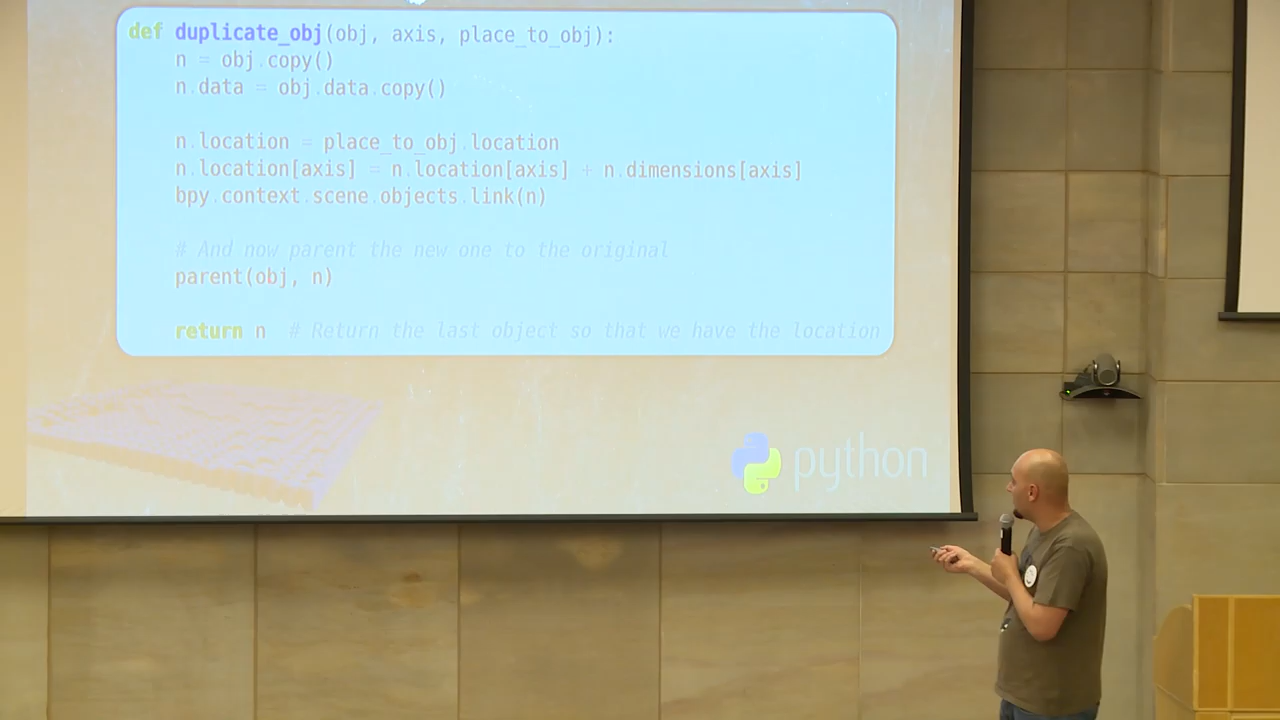 def duplicate_obj(obj, axis, place_to_obj):
n = obj.copy()
n.data = obj.data.copy()
n.location = place_to_obj.location
n.location[axis] = n.location[axis] + n.dimensions[axis]
bpy.context.scene.objects.link(n)
# And now parent the new one to the original
parent(obj, n)
return n # Return the last object so that we have the location
python